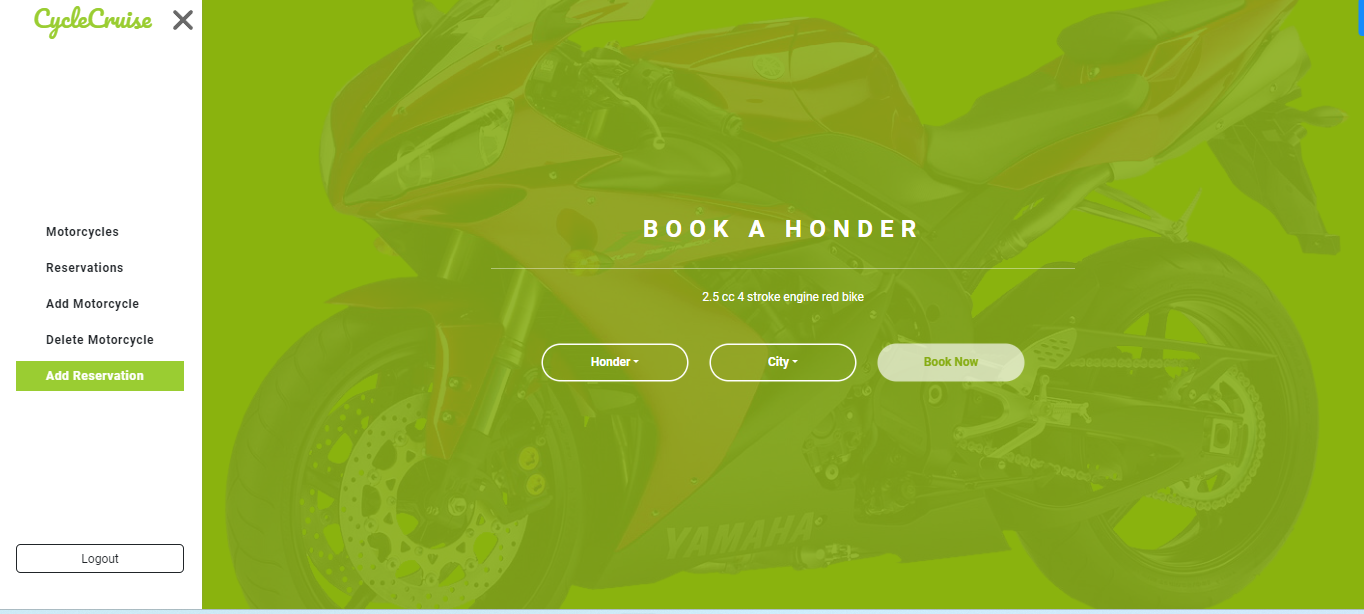 CycleCruise
Motorcycles
Reservations
Add Motorcycle
Delete Motorcycle
Add Reservation
Logout
BOOK A HONDER
2.5 cc 4 stroke engine red bike
Honder
City
Book Now
YAMAHA